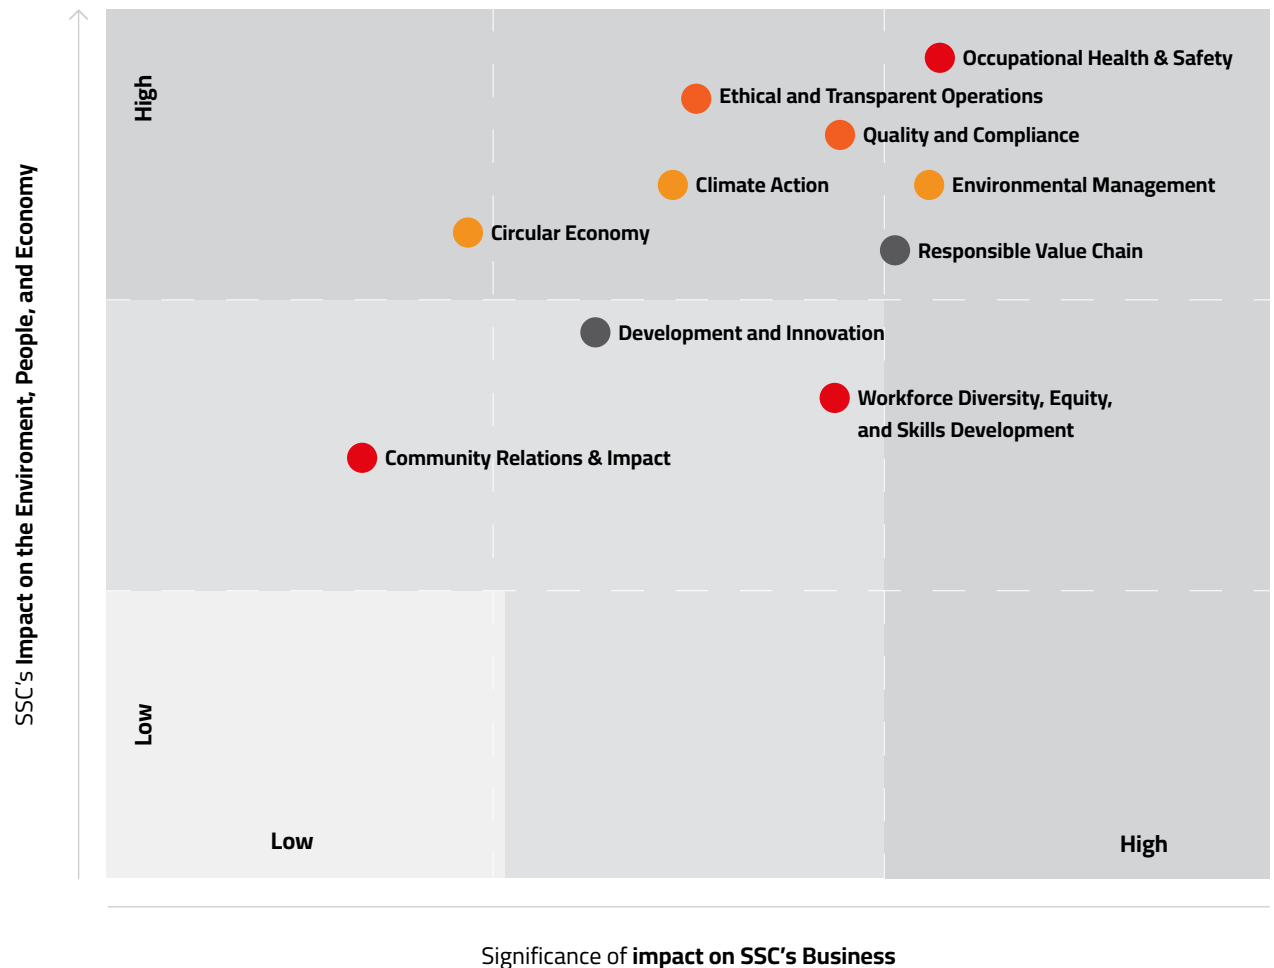 SSC's Impact on the Enviroment, People, and Economy
High
Occupational Health & Safety
Ethical and Transparent Operations
Quality and Compliance
Climate Action
Environmental Management
Circular Economy
Responsible Value Chain
Development and Innovation
Workforce Diversity, Equity,
and Skills Development
Community Relations & Impact
Low
Low
High
Significance of impact on SSC's Business